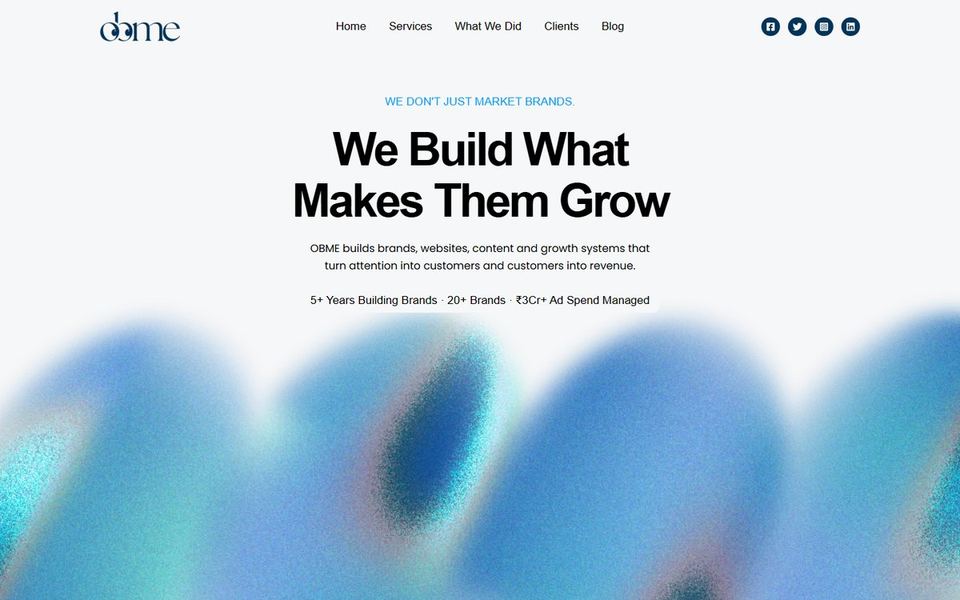 obme
Home Services What We Did Clients Blog
WE DON'T JUST MARKET BRANDS.
We Build What
Makes Them Grow
OBME builds brands, websites, content and growth systems that
turn attention into customers and customers into revenue.
5+ Years Building Brands · 20+ Brands · ₹3Cr+ Ad Spend Managed